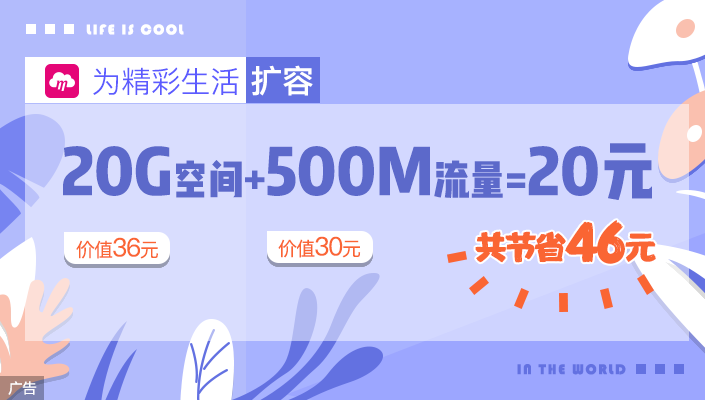 LIFE IS COOL
为精彩生活 扩容
20G空间+500M流量=20元
价值36元 价值30元 共节省46元
IN THE WORLD
广告